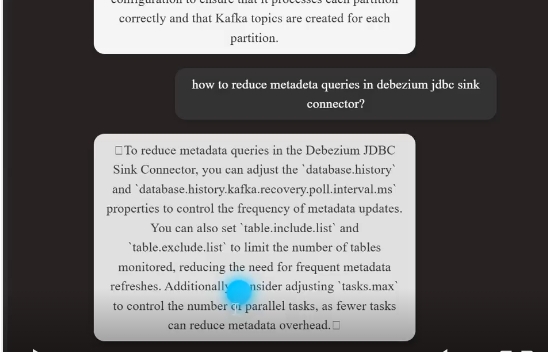 configuration to ensure that it processes each partition
correctly and that Kafka topics are created for each
partition.
how to reduce metadeta queries in debezium jdbc sink
connector?
To reduce metadata queries in the Debezium JDBC
Sink Connector, you can adjust the `database.history`
and `database.history.kafka.recovery.poll.interval.ms`
properties to control the frequency of metadata updates.
You can also set `table.include.list` and
`table.exclude.list` to limit the number of tables
monitored, reducing the need for frequent metadata
refreshes. Additionally nsider adjusting `tasks.max`
to control the number of parallel tasks, as fewer tasks
can reduce metadata overhead.